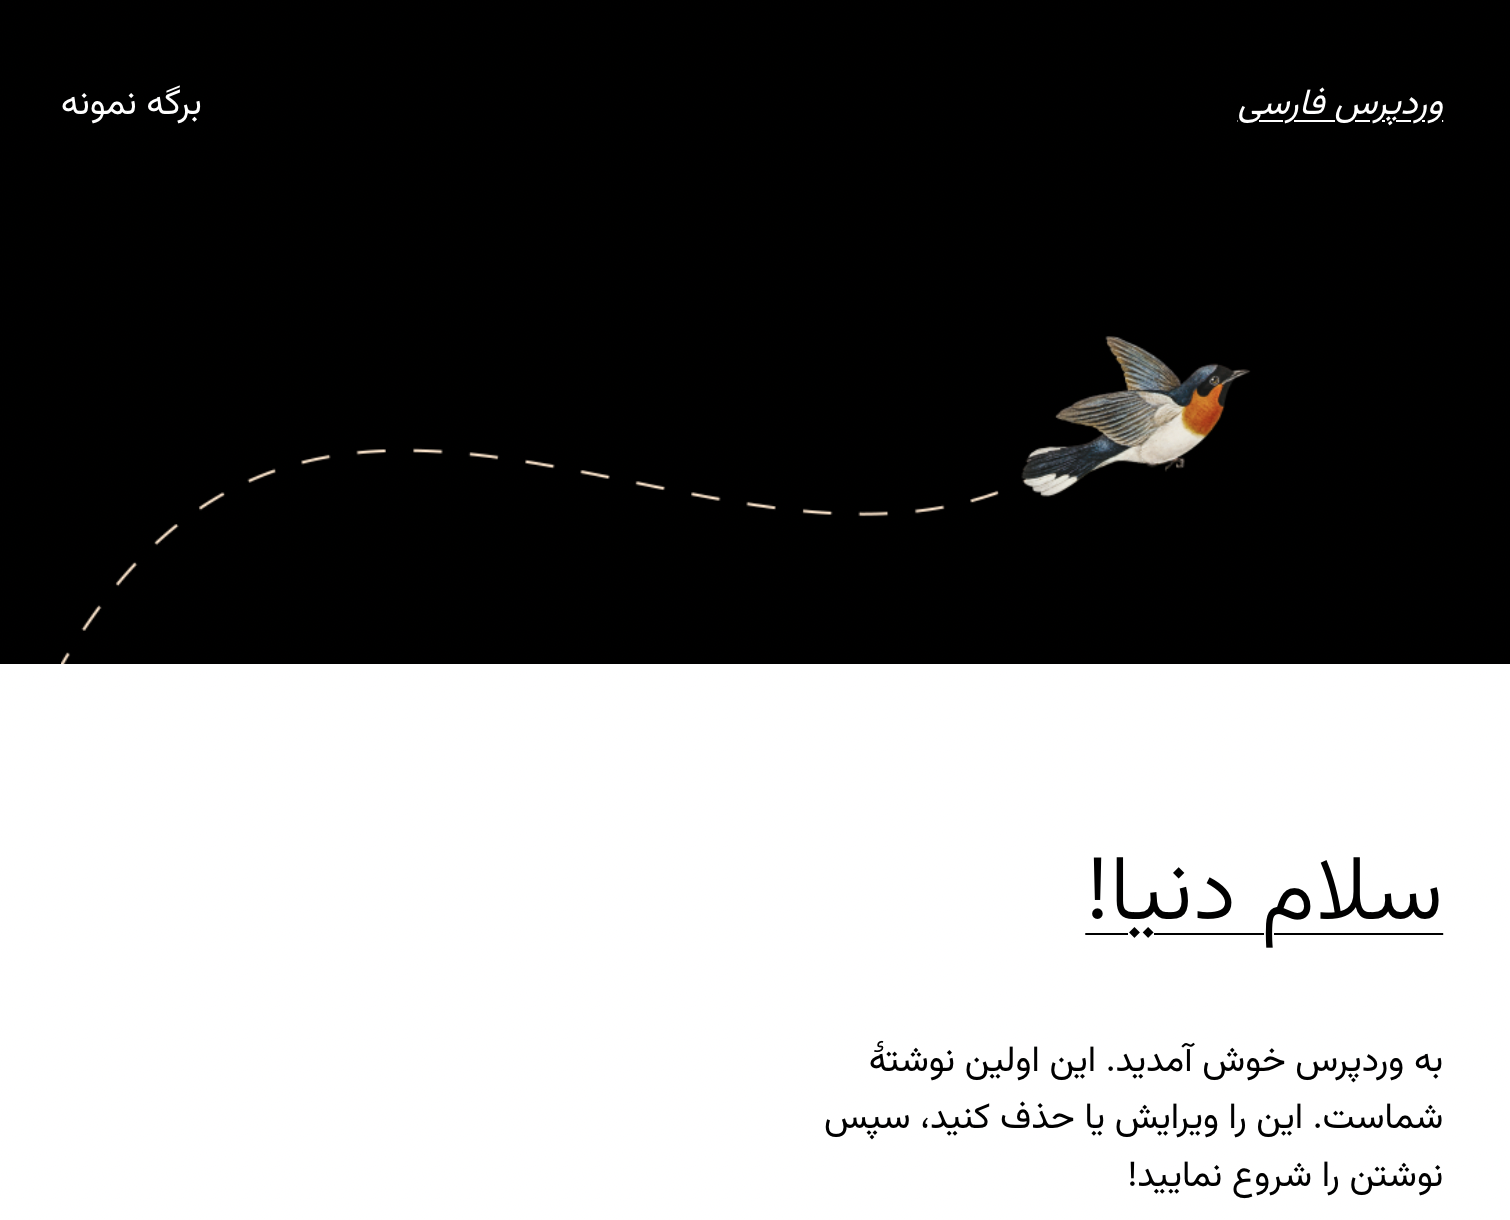 وردپرس فارسی
برگه نمونه
سلام دنیا!
به وردپرس خوش آمدید. این اولین نوشتهٔ
شماست. این را ویرایش یا حذف کنید، سپس
نوشتن را شروع نمایید!